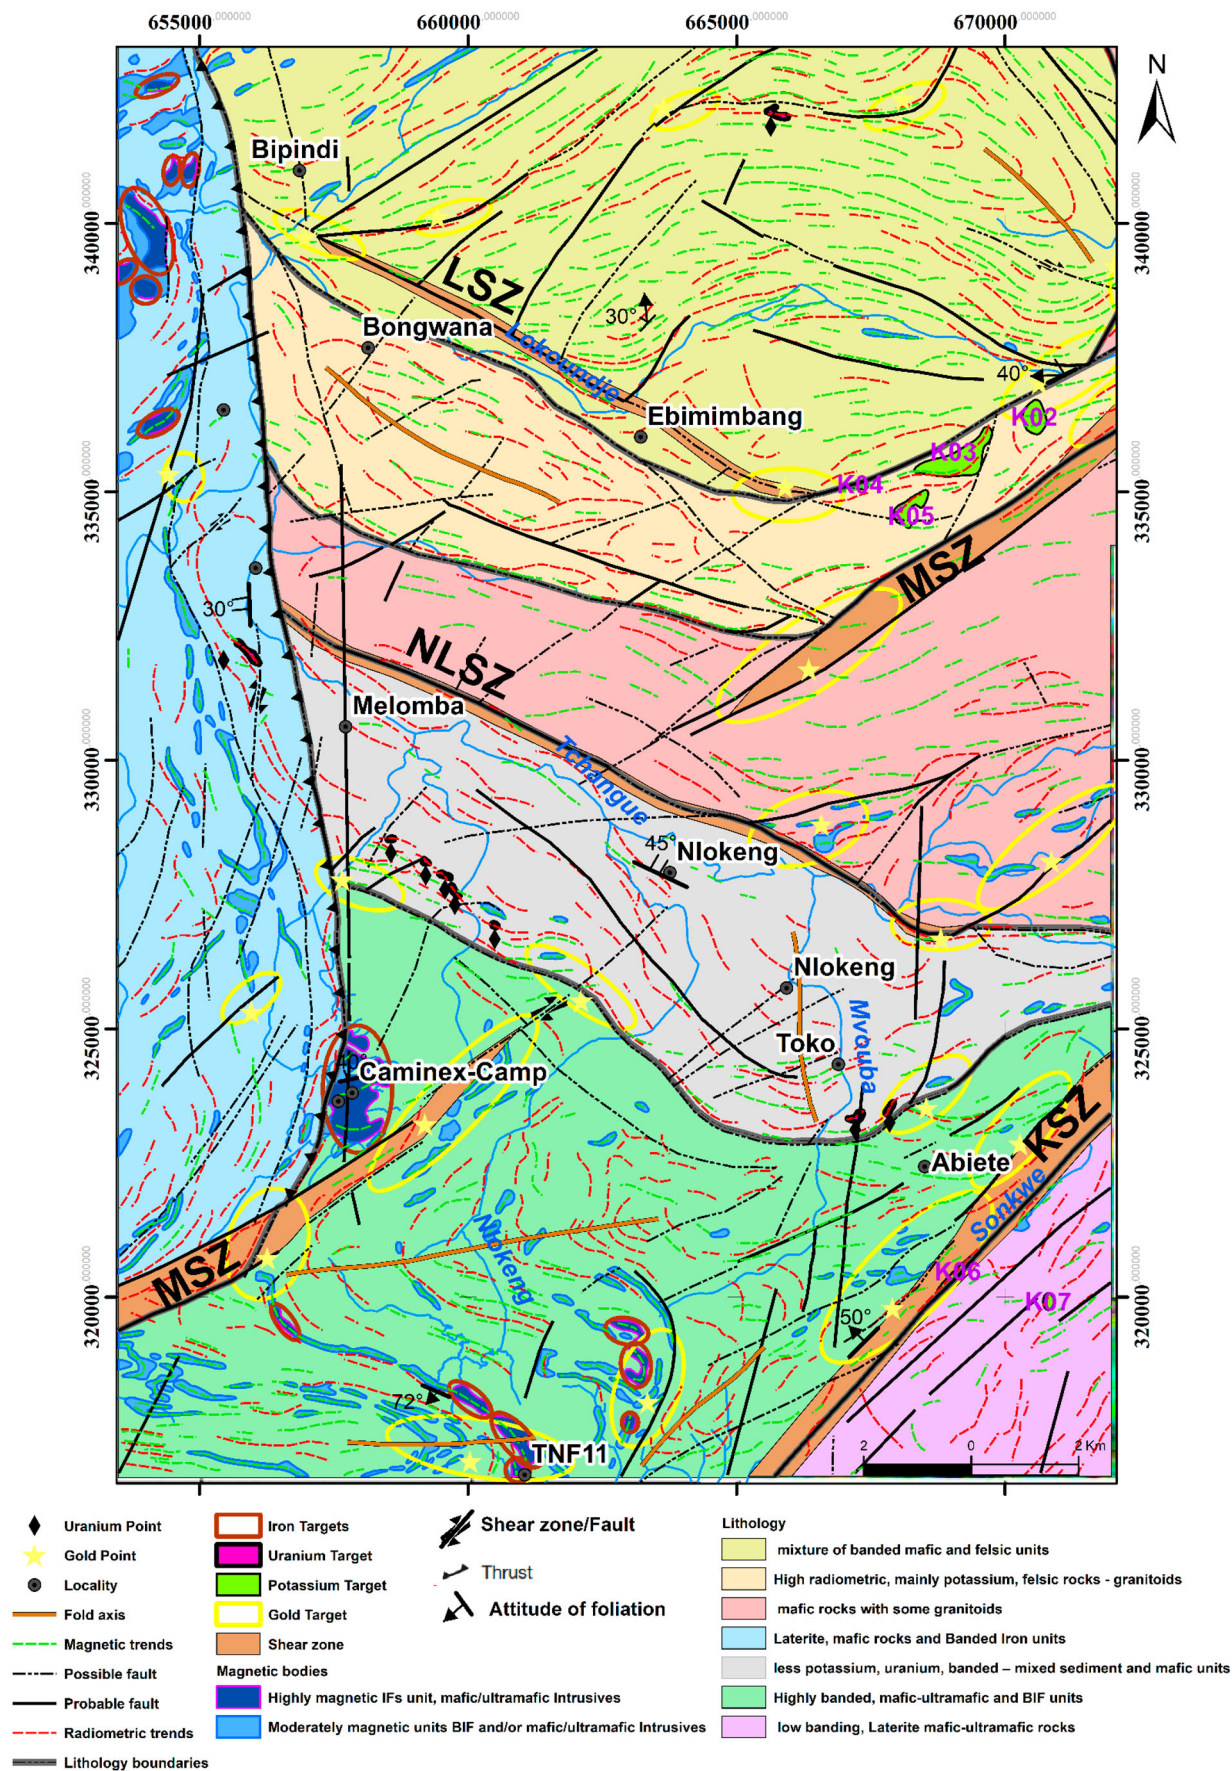 655000.000000 660000.000000 665000.000000 670000.000000
N
Bipindi
340000.000000
340000.000000
LSZ
30°
Bongwana
Lokoundje
40°
Ebimimbang
K02
K03
K04
335000.000000
335000.000000
K05
MSZ
30°
NLSZ
Melomba
Tchangue
330000.000000
330000.000000
45°
Nlokeng
Nlokeng
Mvouba
325000.000000
325000.000000
Toko
Caminex-Camp
KSZ
Abiete
Sonkwe
Nlokeng
MSZ
K06
K07
320000.000000
320000.000000
50°
72°
TNF11
2 0 2 Km
Uranium Point
Gold Point
Locality
Fold axis
Magnetic trends
Possible fault
Probable fault
Radiometric trends
Lithology boundaries
Iron Targets
Uranium Target
Potassium Target
Gold Target
Shear zone
Magnetic bodies
Highly magnetic IFs unit, mafic/ultramafic Intrusives
Moderately magnetic units BIF and/or mafic/ultramafic Intrusives
Shear zone/Fault
Thrust
Attitude of foliation
Lithology
mixture of banded mafic and felsic units
High radiometric, mainly potassium, felsic rocks - granitoids
mafic rocks with some granitoids
Laterite, mafic rocks and Banded Iron units
less potassium, uranium, banded – mixed sediment and mafic units
Highly banded, mafic-ultramafic and BIF units
low banding, Laterite mafic-ultramafic rocks